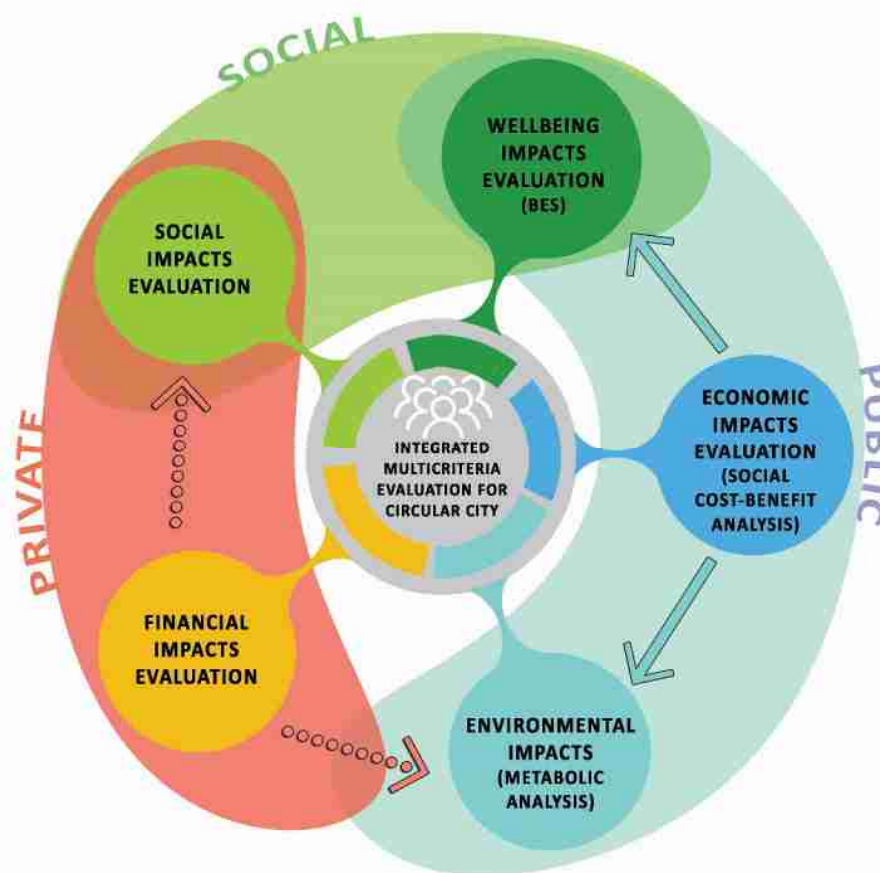 SOCIAL
WELLBEING
IMPACTS
EVALUATION
(BES)
SOCIAL
IMPACTS
EVALUATION
PUBLIC
ECONOMIC
IMPACTS
EVALUATION
(SOCIAL
COST-BENEFIT
ANALYSIS)
INTEGRATED
MULTICRITERIA
EVALUATION FOR
CIRCULAR CITY
PRIVATE
FINANCIAL
IMPACTS
EVALUATION
ENVIRONMENTAL
IMPACTS
(METABOLIC
ANALYSIS)